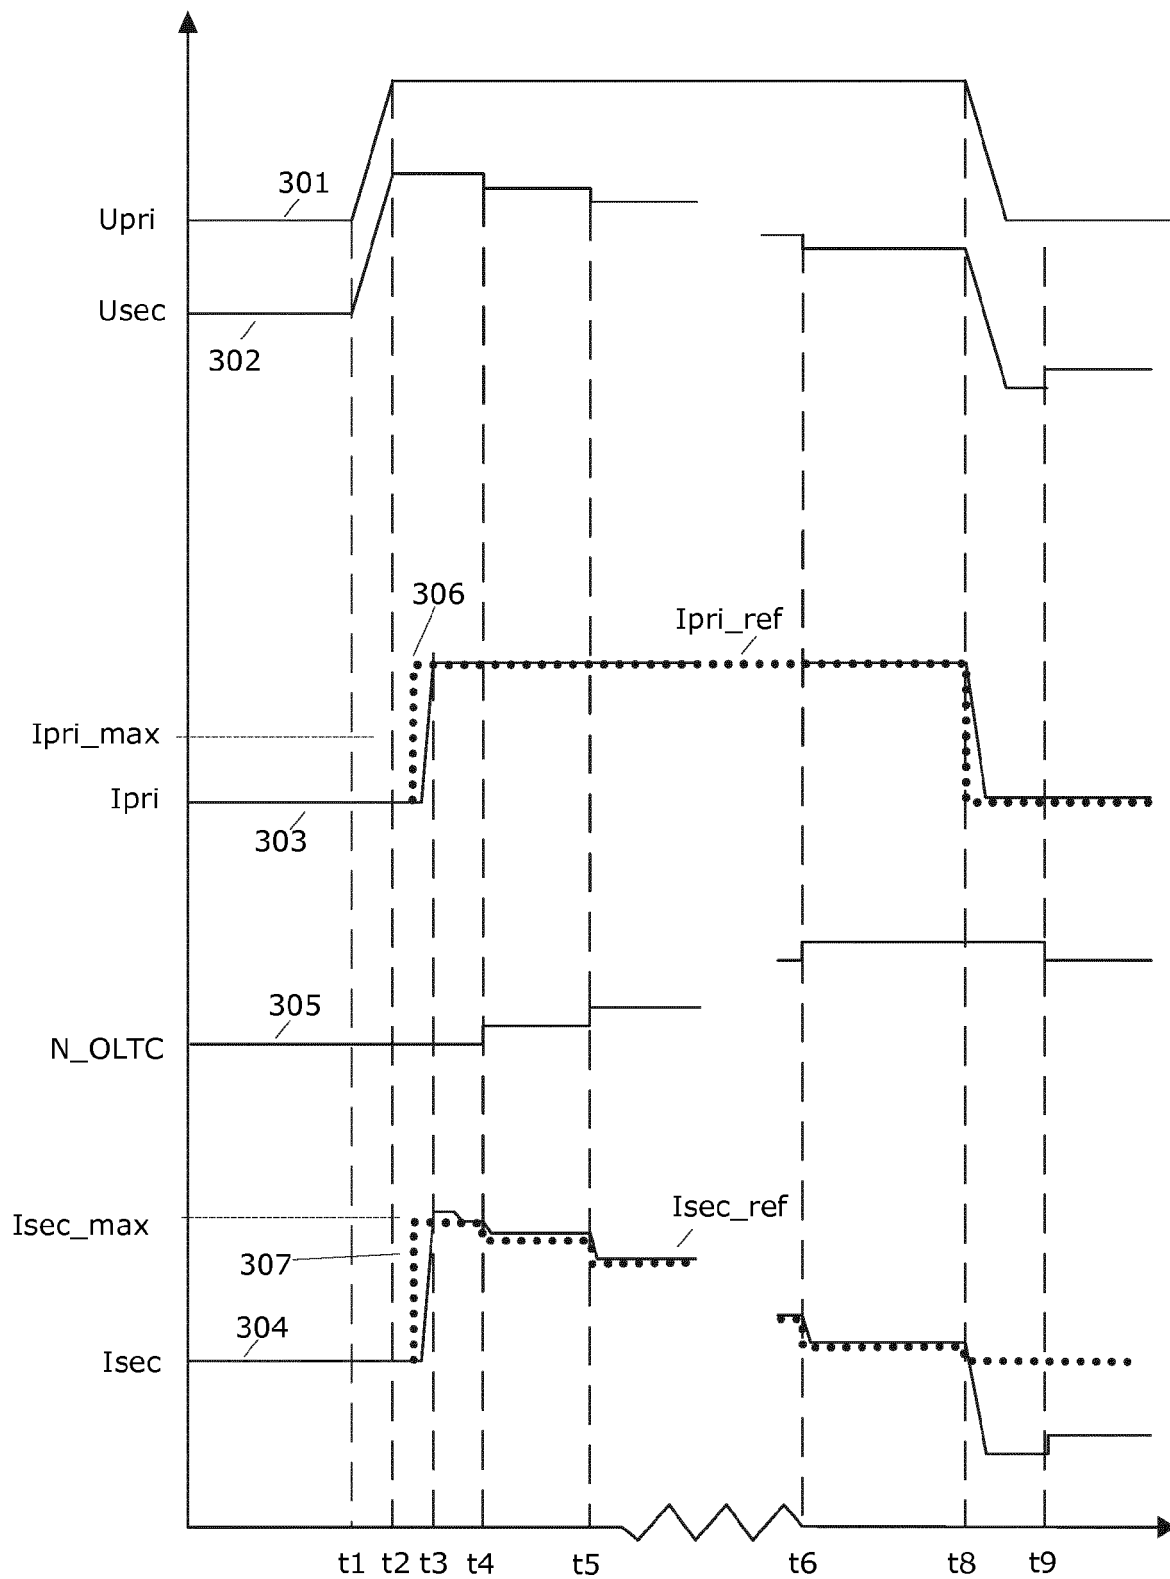 301
Upri
Usec
302
306
Ipri_ref
Ipri_max
Ipri
303
305
N_OLTC
Isec_ref
Isec_max
307
304
Isec
t1 t2 t3 t4 t5 t6 t8 t9